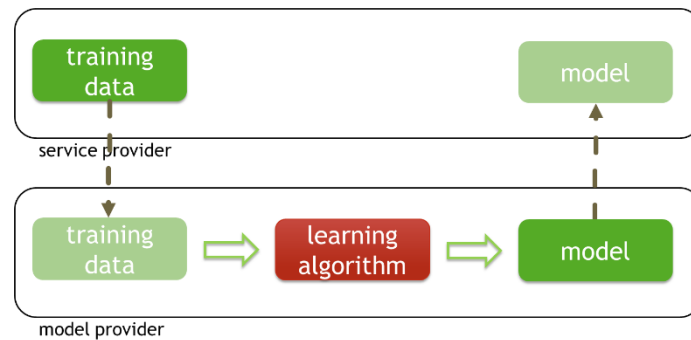 training
data
model
service provider
training
data
learning
algorithm
model
model provider